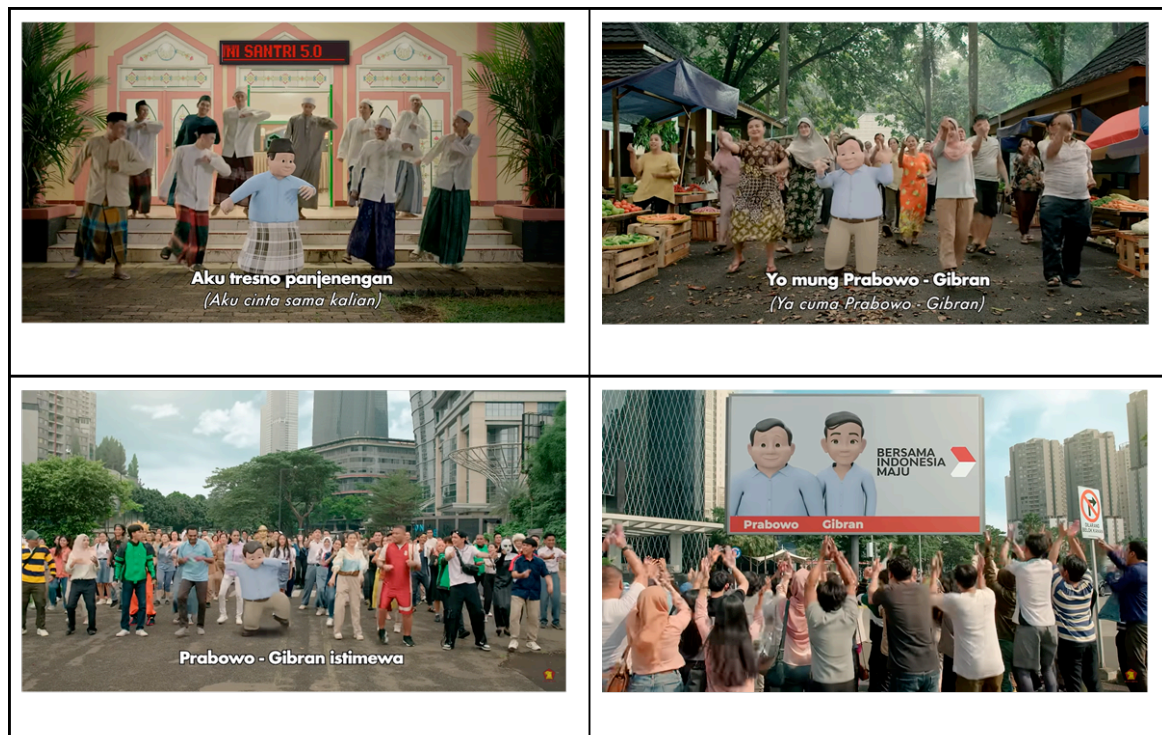 INI SANTRI 5.0
Aku tresno panjenengan
(Aku cinta sama kalian)
Yo mung Prabowo - Gibran
(Ya cuma Prabowo - Gibran)
Prabowo - Gibran istimewa
BERSAMA
INDONESIA
MAJU
Prabowo Gibran